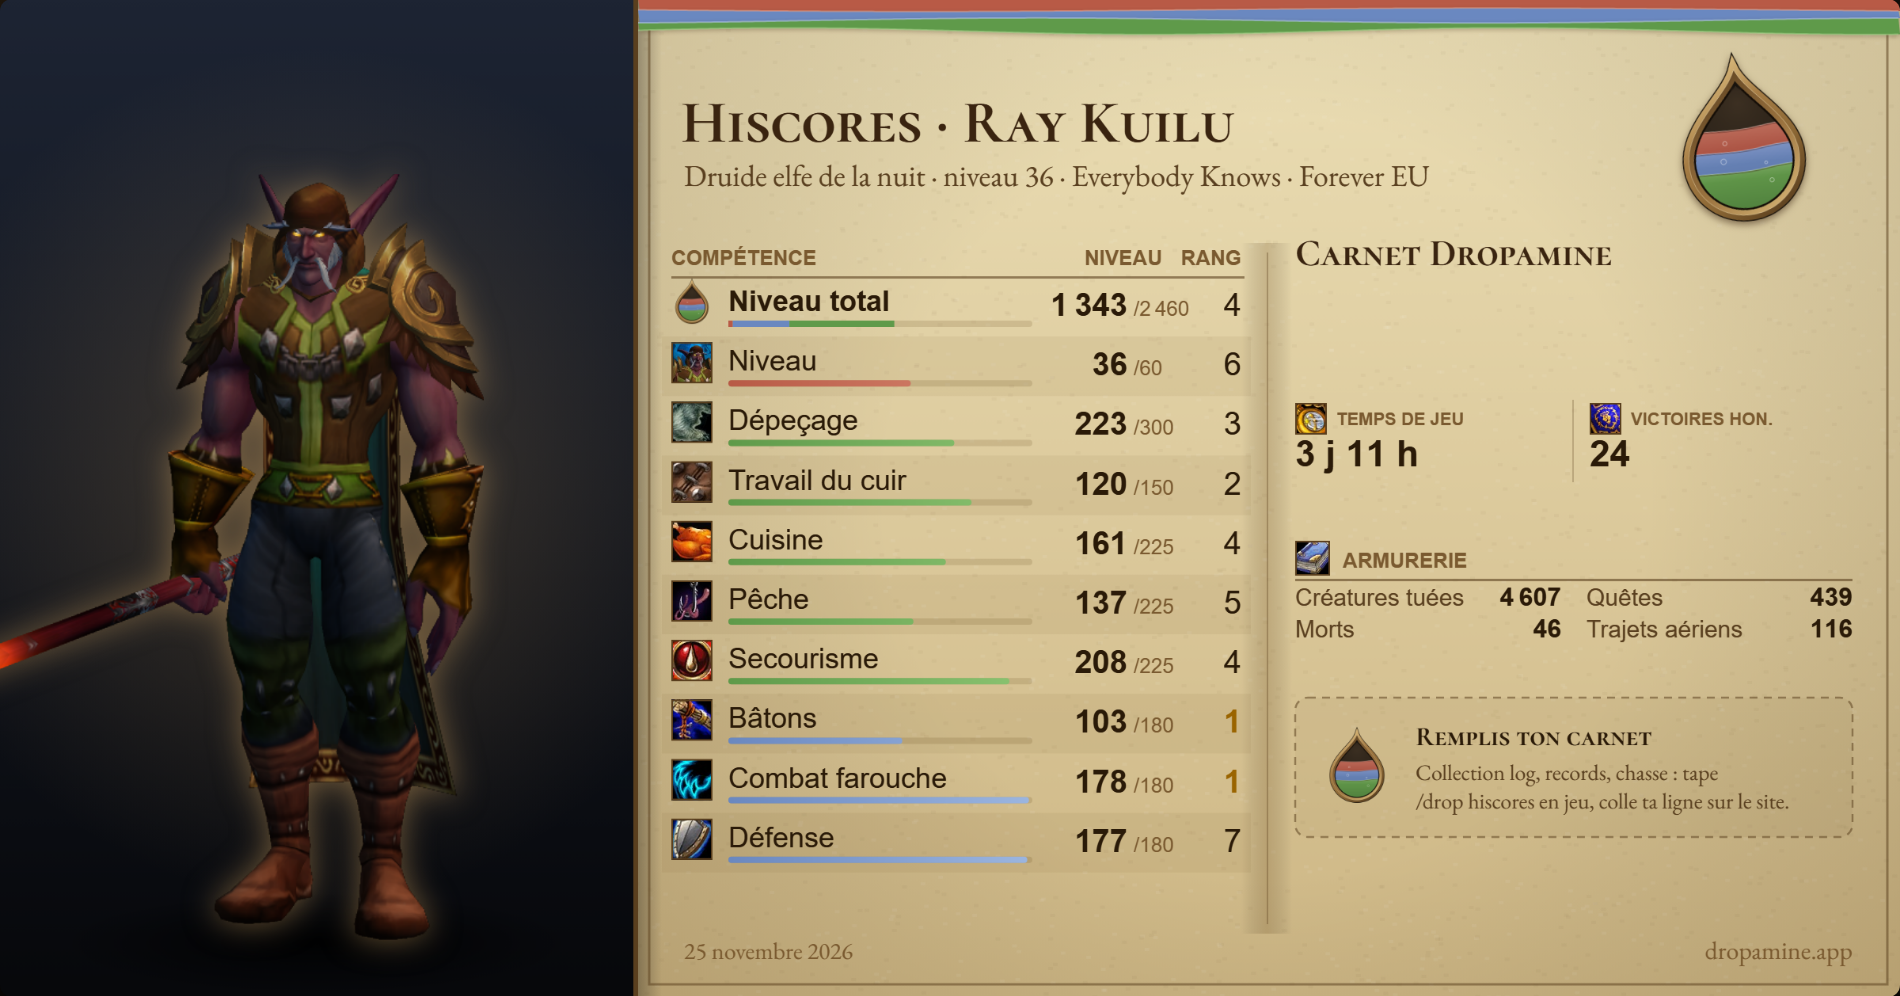 Hiscores · Ray Kuilu
Druide elfe de la nuit · niveau 36 · Everybody Knows · Forever EU
COMPÉTENCE NIVEAU RANG
Niveau total 1 343 /2 460 4
Niveau 36 /60 6
Dépeçage 223 /300 3
Travail du cuir 120 /150 2
Cuisine 161 /225 4
Pêche 137 /225 5
Secourisme 208 /225 4
Bâtons 103 /180 1
Combat farouche 178 /180 1
Défense 177 /180 7
Carnet Dropamine
TEMPS DE JEU
3 j 11 h
VICTOIRES HON.
24
ARMURERIE
Créatures tuées 4 607 Quêtes 439
Morts 46 Trajets aériens 116
Remplis ton carnet
Collection log, records, chasse : tape
/drop hiscores en jeu, colle ta ligne sur le site.
25 novembre 2026
dropamine.app